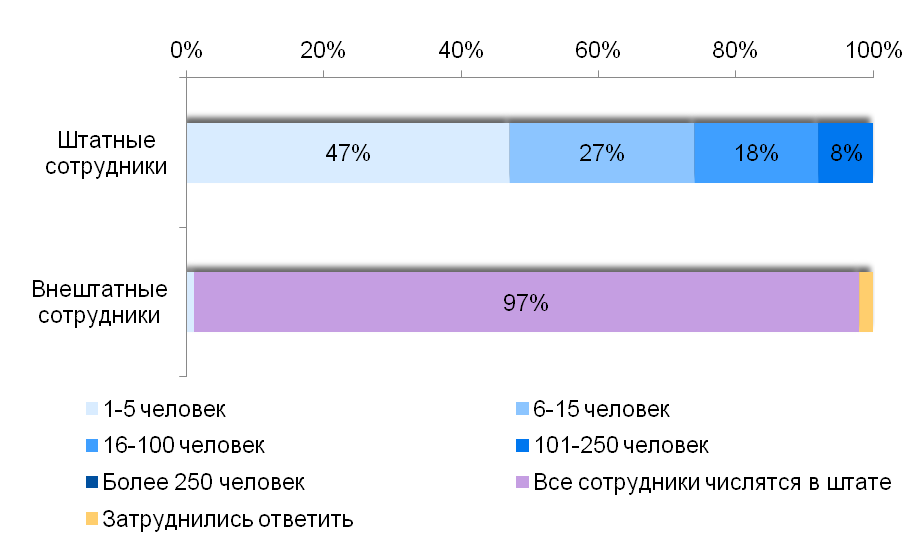 0% 20% 40% 60% 80% 100%
Штатные
сотрудники
47% 27% 18% 8%
Внештатные
сотрудники
97%
1-5 человек
6-15 человек
16-100 человек
101-250 человек
Более 250 человек
Все сотрудники числятся в штате
Затруднились ответить